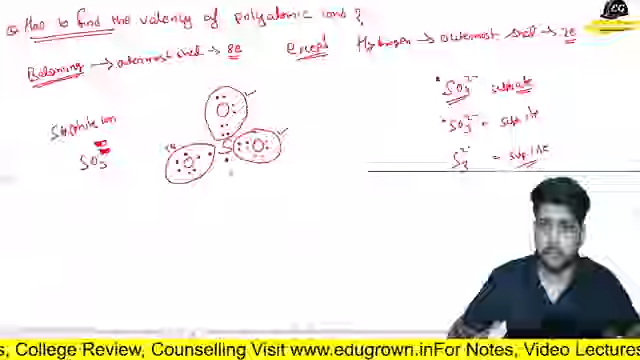 Q. How to find the valency of polyatomic ions?
Balancing → outermost shell → 8e Except Hydrogen → outermost shell → 2e
* SO4 2- sulphate
* SO3 2- = sulphite
S 2- =
Sulphite ion
SO3
O
S O
O
EG
s, College Review, Counselling Visit www.edugrown.inFor Notes, Video Lectures